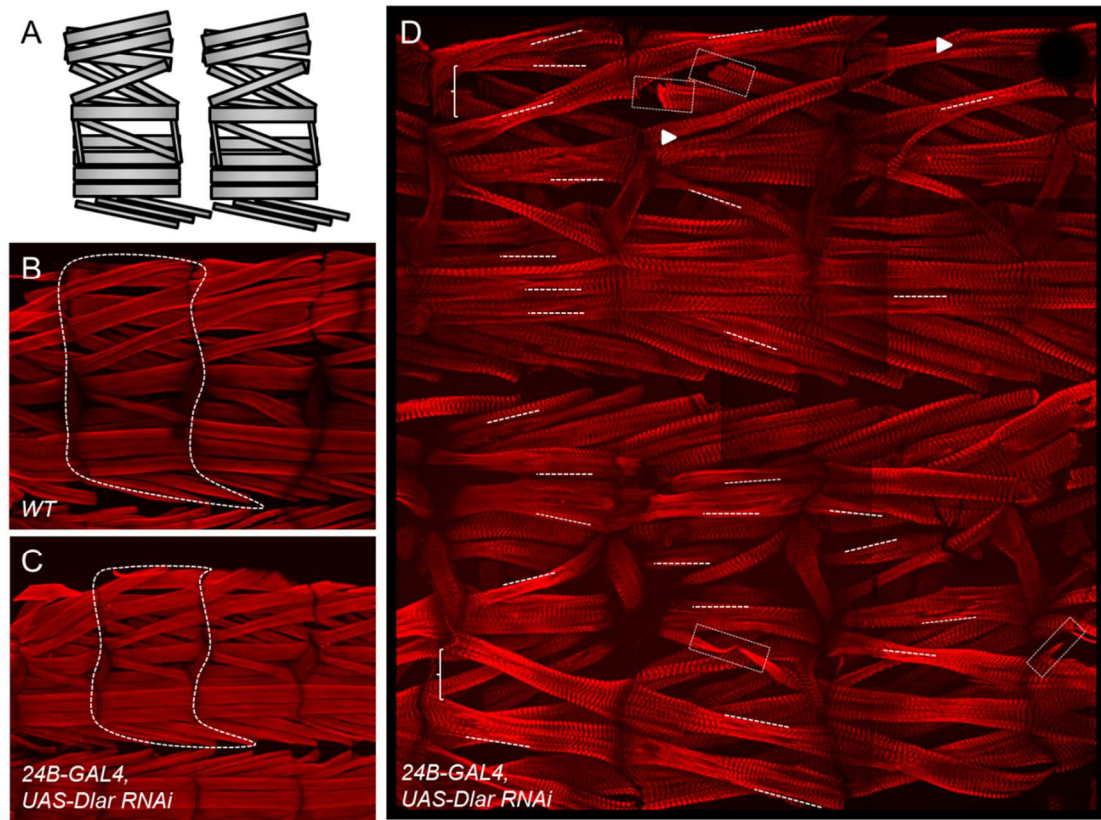 A
B
WT
C
24B-GAL4,
UAS-Dlar RNAi
D
24B-GAL4,
UAS-Dlar RNAi